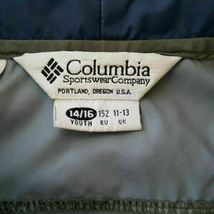 Columbia
Sportswear Company
PORTLAND, OREGON U.S.A.
14/16 152 11-13
YOUTH EU UK